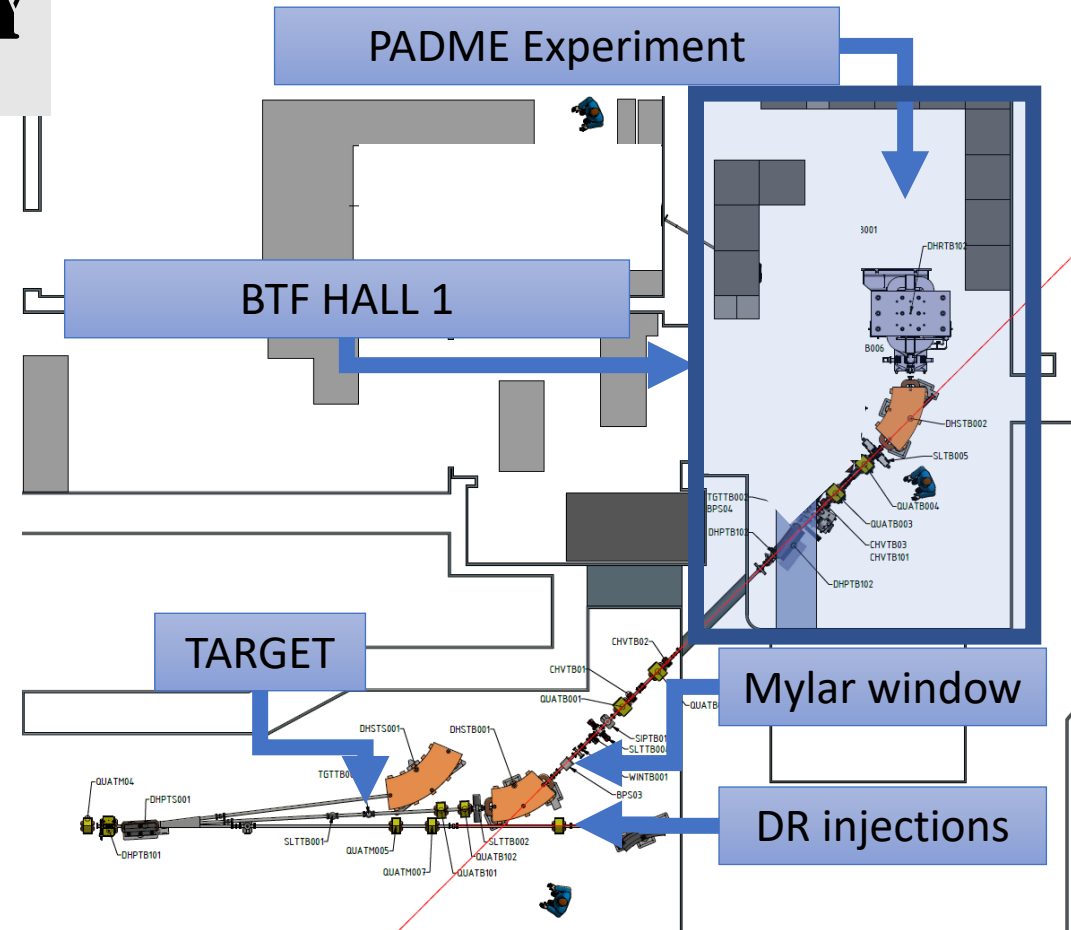 Y
PADME Experiment
BTF HALL 1
B001
DHRTB102
B006
DHSTB002
SLTB005
QUATB004
QUATB003
TGTTB002
BPS04
DHPTB102
CHVTB03
CHVTB101
DHPTB102
TARGET
Mylar window
DR injections
CHVTB02
CHVTB01
QUATB001
SIPTB01
WINTB001
BPS03
DHSTS001
DHSTB001
QUATM04
DHPTS001
DHPTB101
SLTTB001
SLTTB002
QUATM005
QUATB102
QUATM007
QUATB101